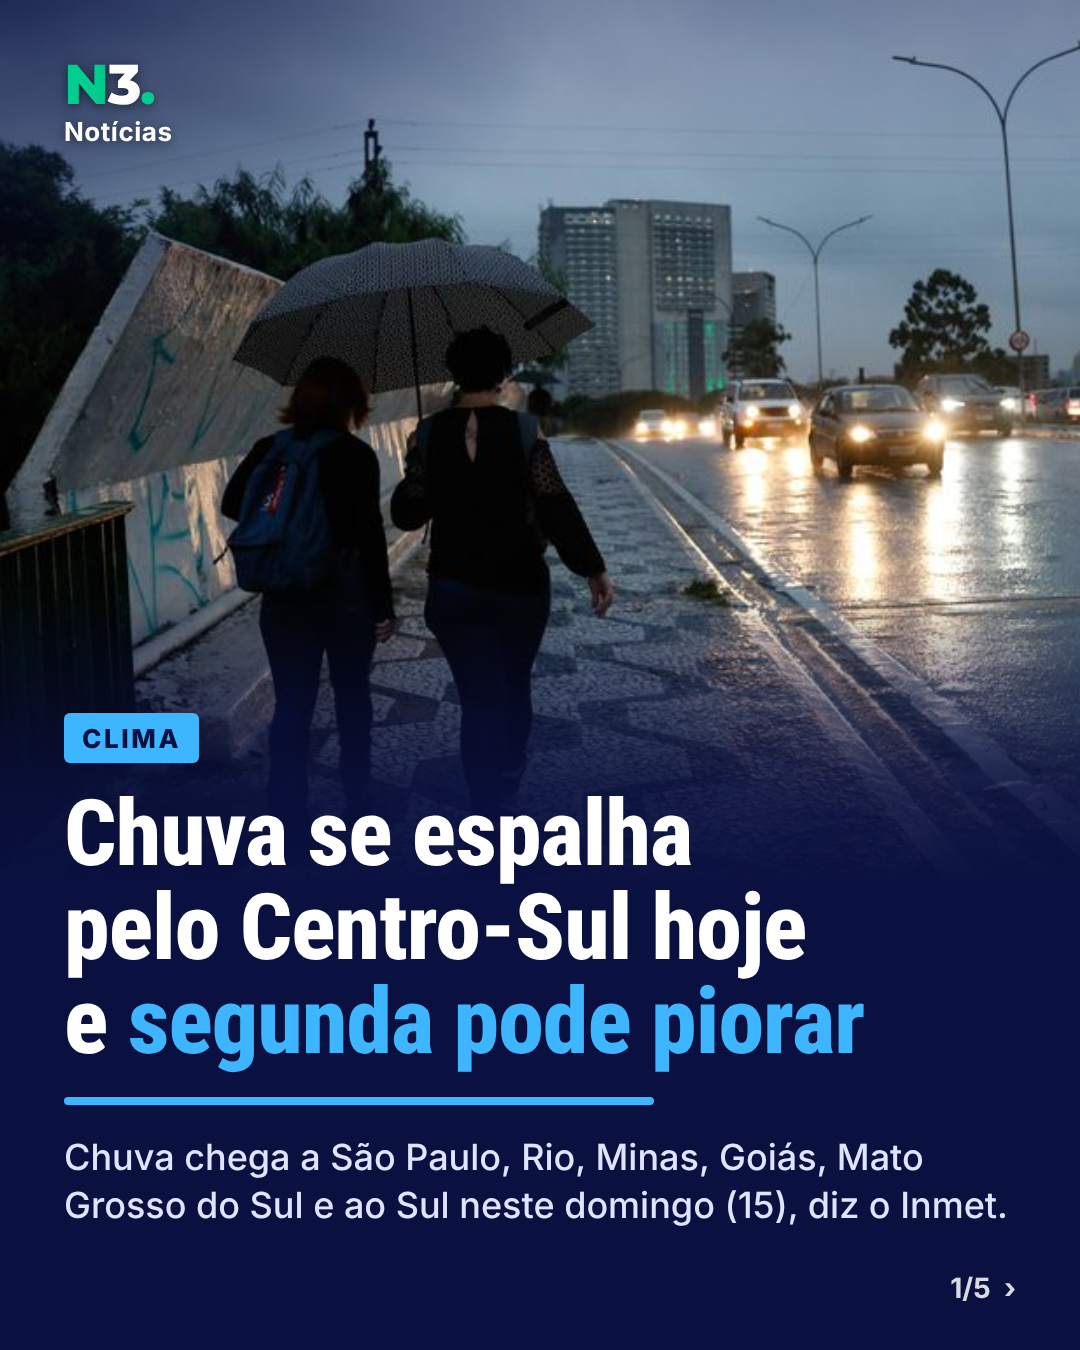 N3.
Notícias
CLIMA
Chuva se espalha
pelo Centro-Sul hoje
e segunda pode piorar
Chuva chega a São Paulo, Rio, Minas, Goiás, Mato
Grosso do Sul e ao Sul neste domingo (15), diz o Inmet.
1/5 ›